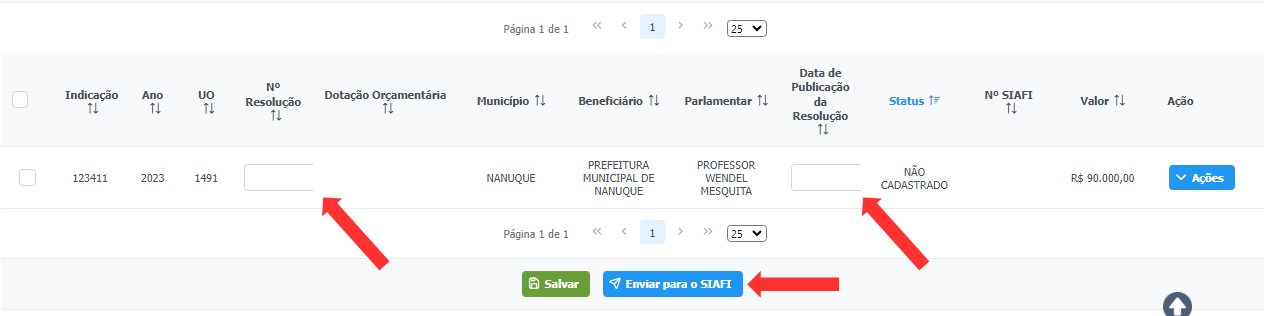 Página 1 de 1 « ‹ 1 › » 25
Indicação Ano UO Nº Resolução Dotação Orçamentária Município Beneficiário Parlamentar Data de Publicação da Resolução Status Nº SIAFI Valor Ação
123411 2023 1491 NANUQUE PREFEITURA MUNICIPAL DE NANUQUE PROFESSOR WENDEL MESQUITA NÃO CADASTRADO R$ 90.000,00 Ações
Página 1 de 1 « ‹ 1 › » 25
Salvar Enviar para o SIAFI